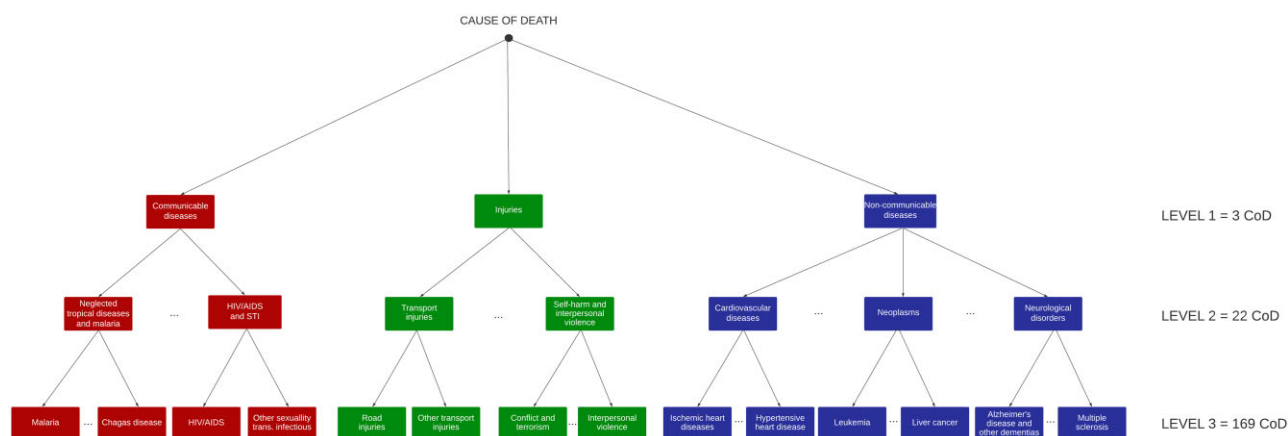 CAUSE OF DEATH
Communicable
diseases
Injuries
Non-communicable
diseases
LEVEL 1 = 3 CoD
Neglected
tropical diseases
and malaria
...
HIV/AIDS
and STI
Transport
injuries
...
Self-harm and
interpersonal
violence
Cardiovascular
diseases
...
Neoplasms
...
Neurological
disorders
LEVEL 2 = 22 CoD
Malaria
...
Chagas disease
HIV/AIDS
Other sexuallity
trans. infectious
Road
injuries
Other transport
injuries
Conflict and
terrorism
...
Interpersonal
violence
Ischemic heart
diseases
...
Hypertensive
heart disease
Leukemia
...
Liver cancer
Alzheimer's
disease and
other dementias
...
Multiple
sclerosis
LEVEL 3 = 169 CoD